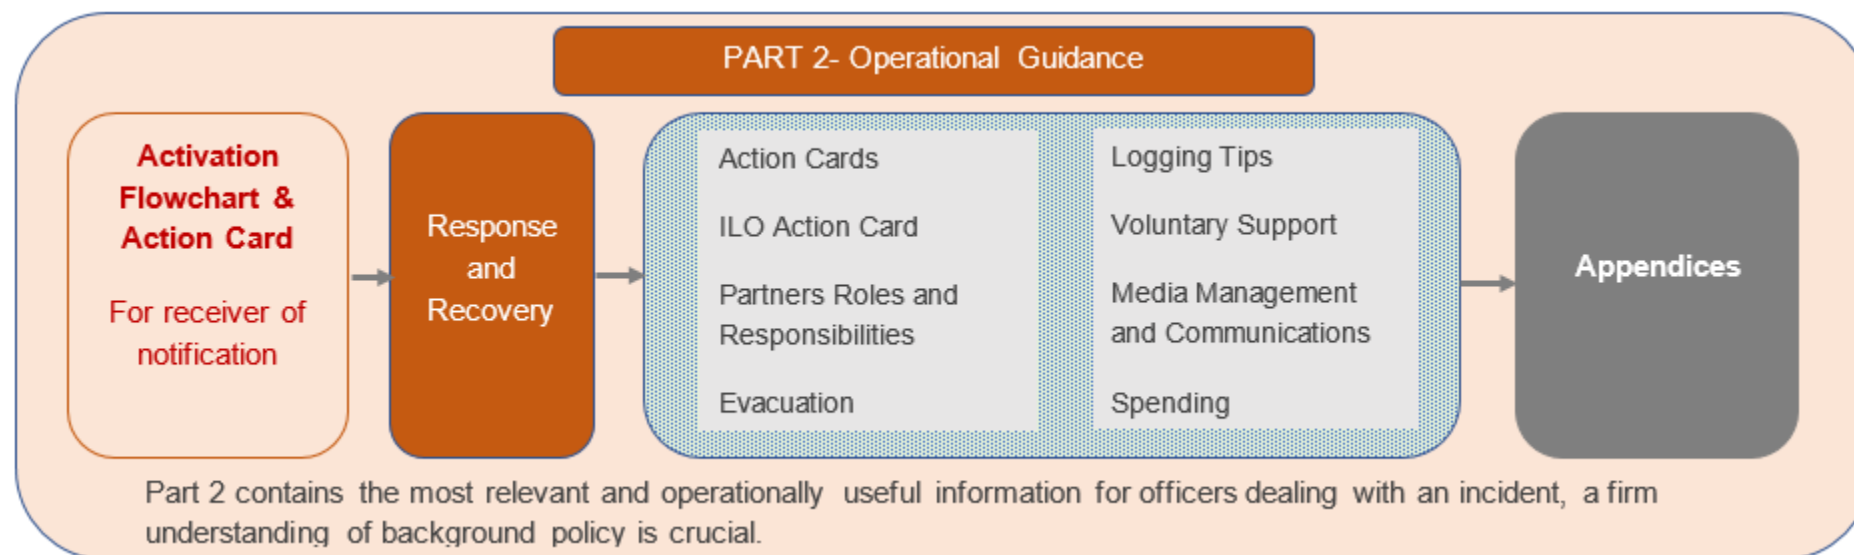 PART 2- Operational Guidance
Activation
Flowchart &
Action Card
For receiver of
notification
Response
and
Recovery
Action Cards
ILO Action Card
Partners Roles and
Responsibilities
Evacuation
Logging Tips
Voluntary Support
Media Management
and Communications
Spending
Appendices
Part 2 contains the most relevant and operationally useful information for officers dealing with an incident, a firm
understanding of background policy is crucial.